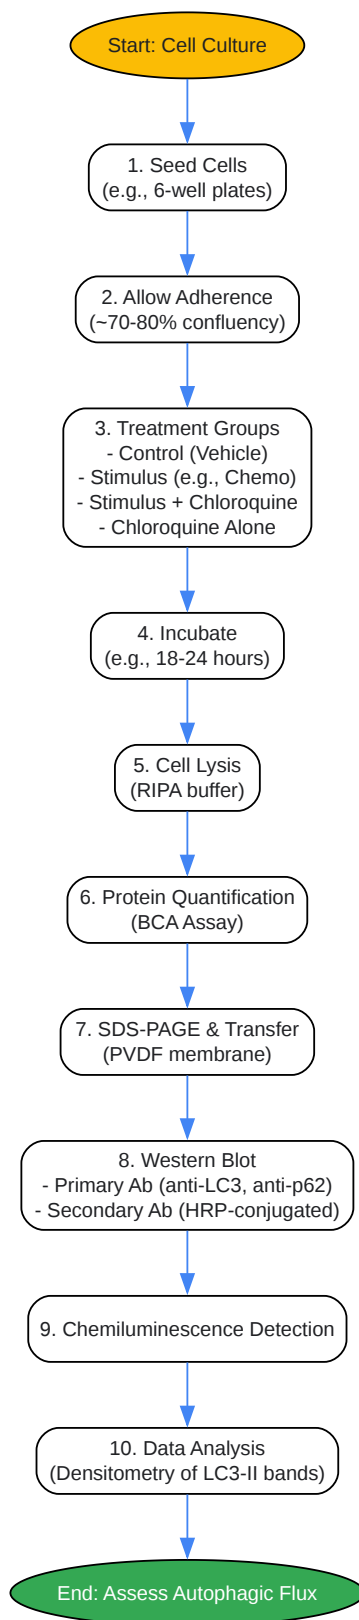 Start: Cell Culture
1. Seed Cells
(e.g., 6-well plates)
2. Allow Adherence
(~70-80% confluency)
3. Treatment Groups
- Control (Vehicle)
- Stimulus (e.g., Chemo)
- Stimulus + Chloroquine
- Chloroquine Alone
4. Incubate
(e.g., 18-24 hours)
5. Cell Lysis
(RIPA buffer)
6. Protein Quantification
(BCA Assay)
7. SDS-PAGE & Transfer
(PVDF membrane)
8. Western Blot
- Primary Ab (anti-LC3, anti-p62)
- Secondary Ab (HRP-conjugated)
9. Chemiluminescence Detection
10. Data Analysis
(Densitometry of LC3-II bands)
End: Assess Autophagic Flux